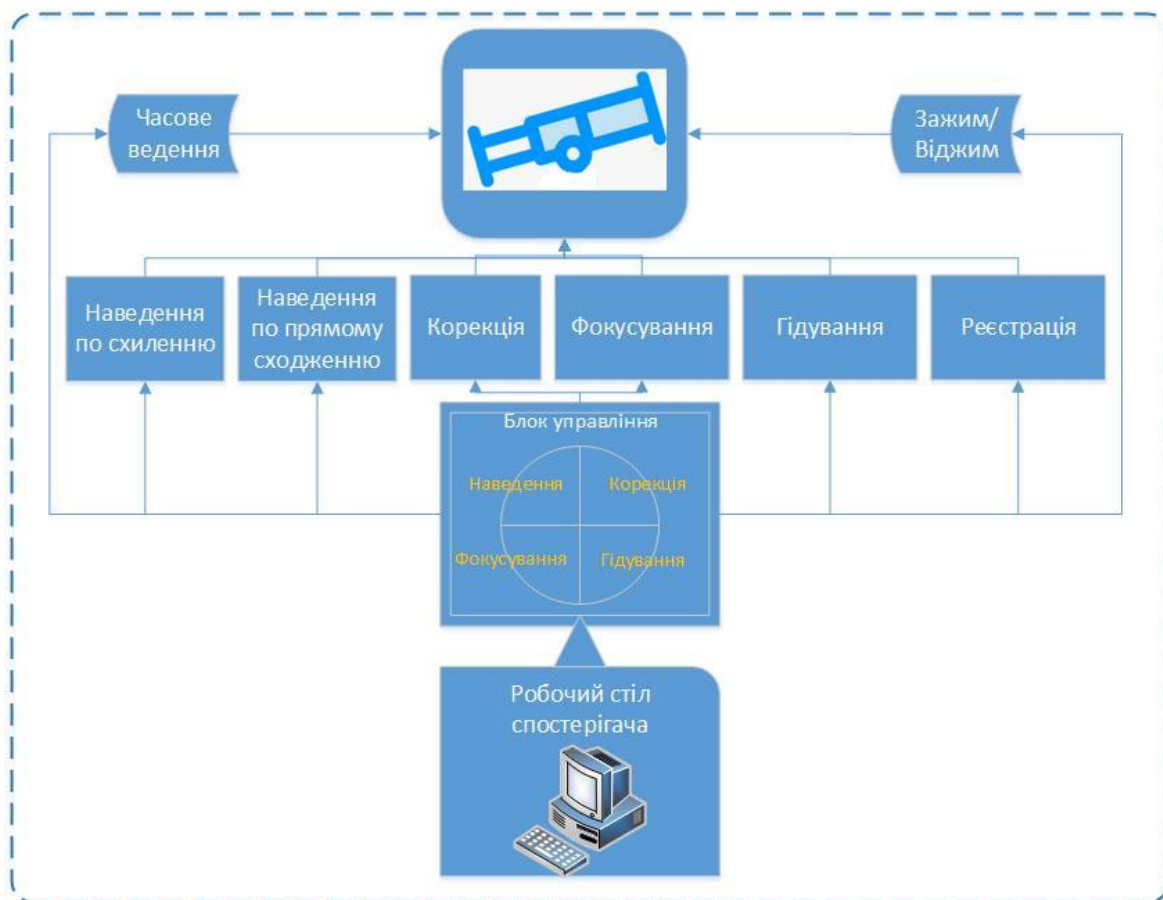 Часове
ведення
Зажим/
Віджим
Наведення
по схиленню
Наведення
по прямому
сходженню
Корекція
Фокусування
Гідування
Реєстрація
Блок управління
Наведення
Корекція
Фокусування
Гідування
Робочий стіл
спостерігача